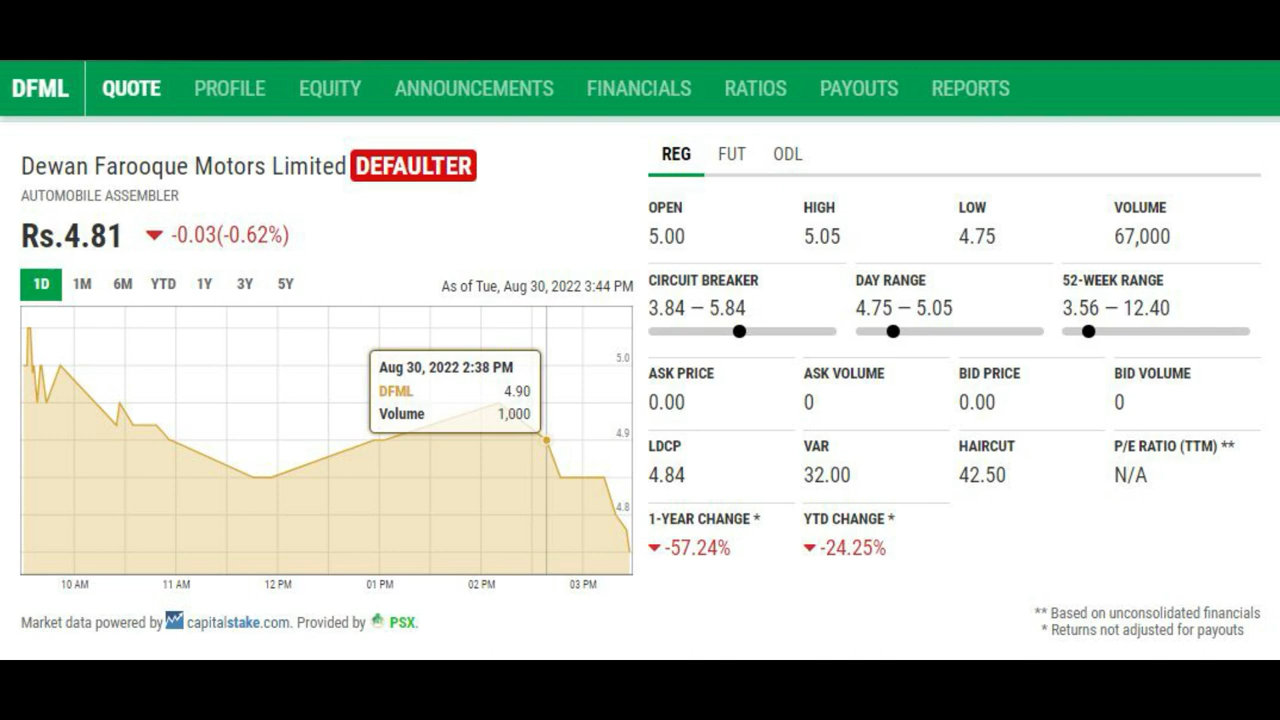 DFML QUOTE PROFILE EQUITY ANNOUNCEMENTS FINANCIALS RATIOS PAYOUTS REPORTS
Dewan Farooque Motors Limited DEFAULTER
AUTOMOBILE ASSEMBLER
Rs.4.81 -0.03(-0.62%)
1D 1M 6M YTD 1Y 3Y 5Y
As of Tue, Aug 30, 2022 3:44 PM
5.0
4.9
4.8
Aug 30, 2022 2:38 PM
DFML 4.90
Volume 1,000
10 AM 11 AM 12 PM 01 PM 02 PM 03 PM
Market data powered by capitalstake.com. Provided by PSX.
REG FUT ODL
OPEN HIGH LOW VOLUME
5.00 5.05 4.75 67,000
CIRCUIT BREAKER DAY RANGE 52-WEEK RANGE
3.84 — 5.84 4.75 — 5.05 3.56 — 12.40
ASK PRICE ASK VOLUME BID PRICE BID VOLUME
0.00 0 0.00 0
LDCP VAR HAIRCUT P/E RATIO (TTM) **
4.84 32.00 42.50 N/A
1-YEAR CHANGE * YTD CHANGE *
-57.24% -24.25%
** Based on unconsolidated financials
* Returns not adjusted for payouts